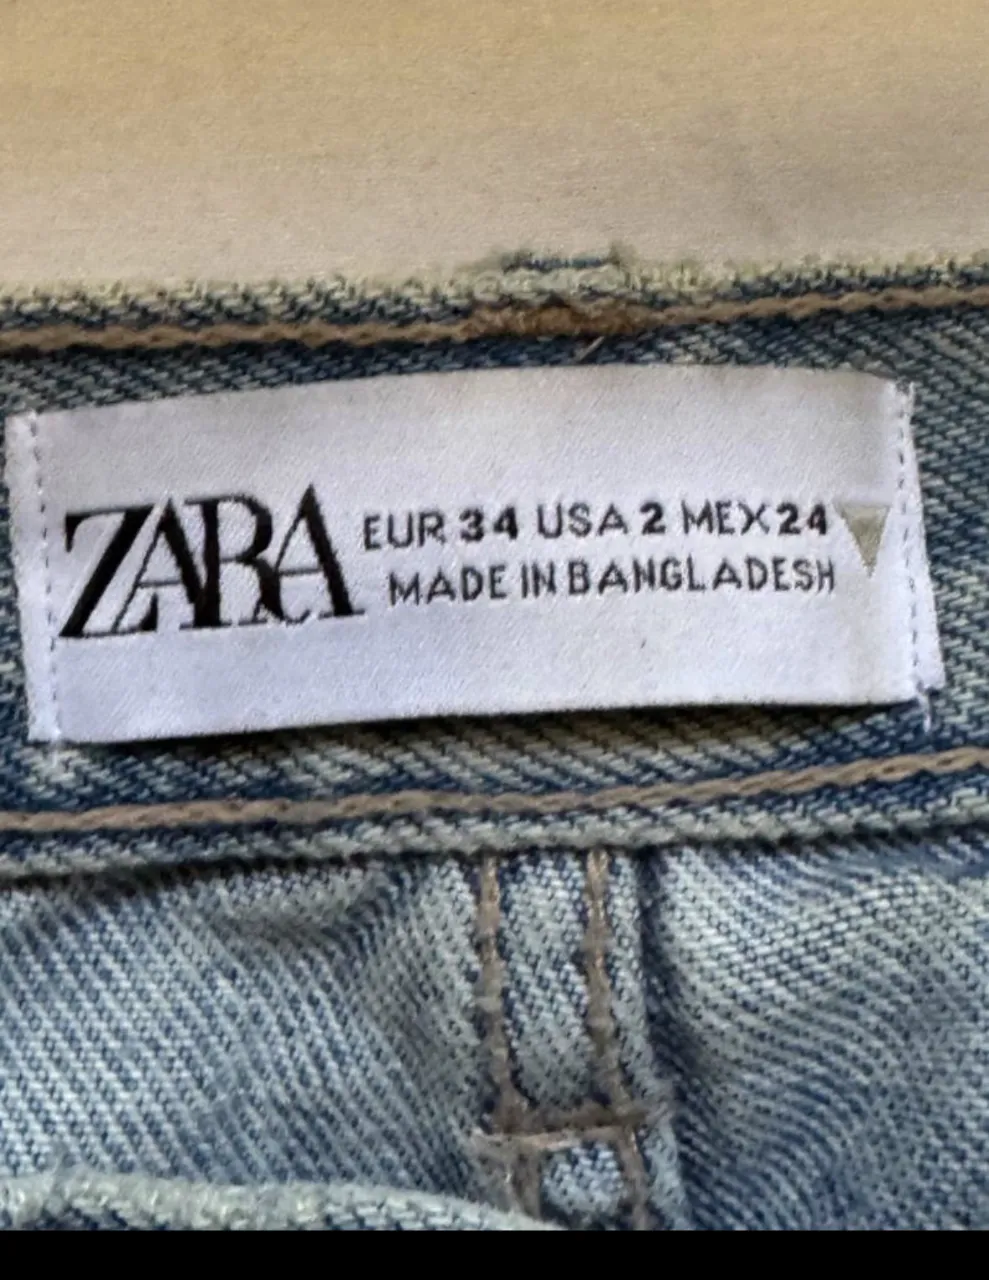 ZARA
EUR 34 USA 2 MEX 24
MADE IN BANGLADESH